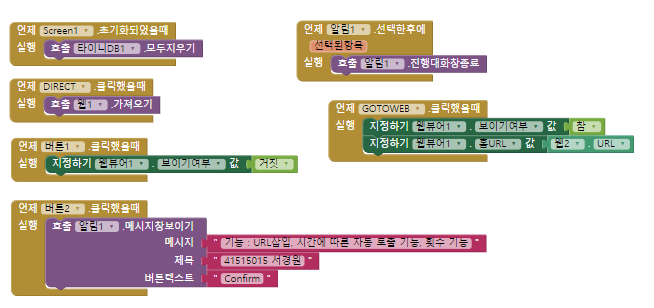 언제 Screen1 .초기화되었을때
실행 호출 타이니DB1 .모두지우기
언제 DIRECT .클릭했을때
실행 호출 웹1 .가져오기
언제 버튼1 .클릭했을때
실행 지정하기 웹뷰어1 . 보이기여부 값 거짓
언제 버튼2 .클릭했을때
실행 호출 알림1 .메시지창보이기
메시지 " 기능 : URL삽입, 시간에 따른 자동 토출 기능, 횟수 기능 "
제목 " 41515015 서경원 "
버튼텍스트 " Confirm "
언제 알림1 .선택한후에
선택된항목
실행 호출 알림1 .진행대화창종료
언제 GOTOWEB .클릭했을때
실행 지정하기 웹뷰어1 . 보이기여부 값 참
지정하기 웹뷰어1 . 홈URL 값 웹2 . URL